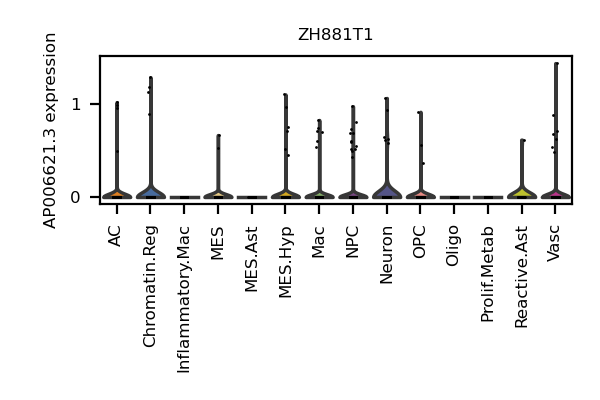 ZH881T1
AP006621.3 expression
1
0
AC
Chromatin.Reg
Inflammatory.Mac
MES
MES.Ast
MES.Hyp
Mac
NPC
Neuron
OPC
Oligo
Prolif.Metab
Reactive.Ast
Vasc